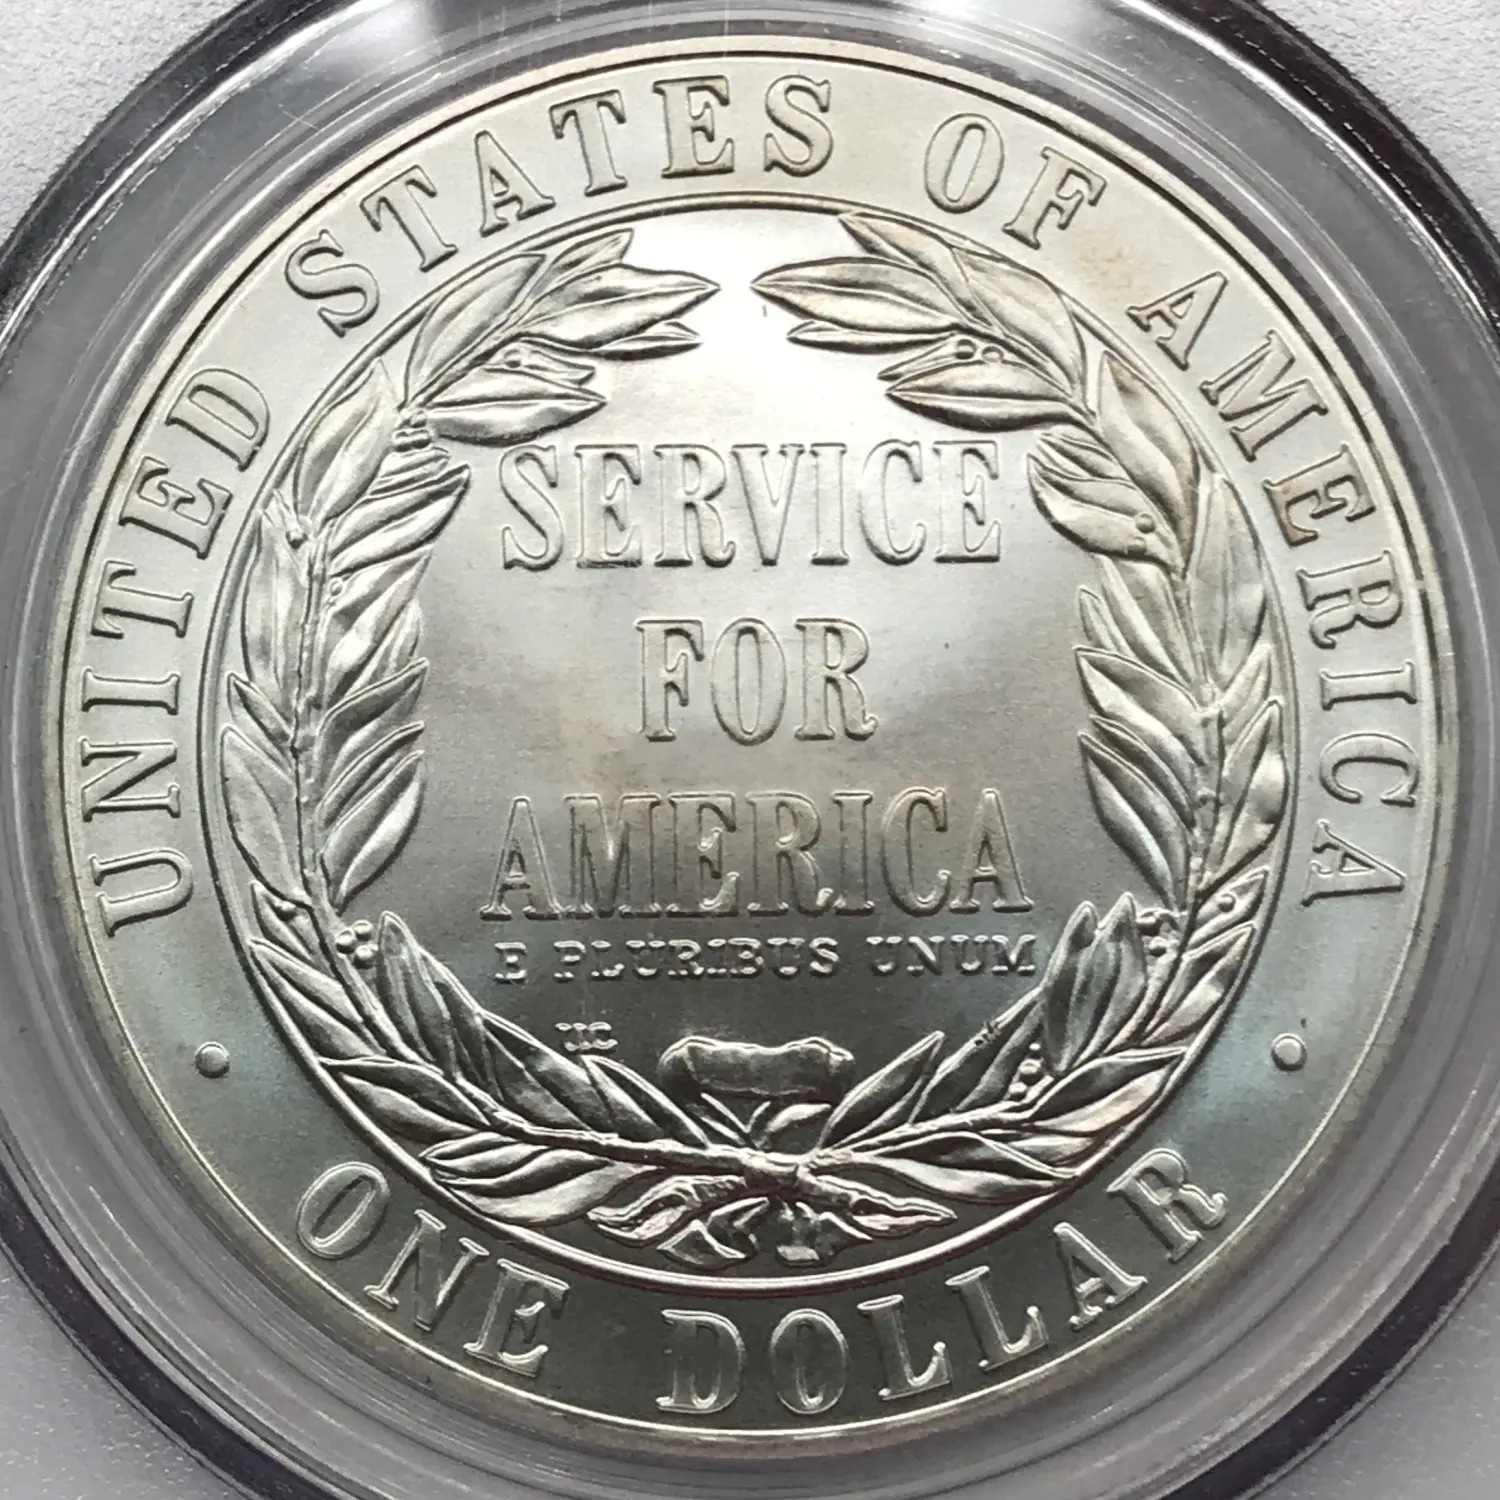 UNITED STATES OF AMERICA
SERVICE
FOR
AMERICA
E PLURIBUS UNUM
· ONE DOLLAR ·